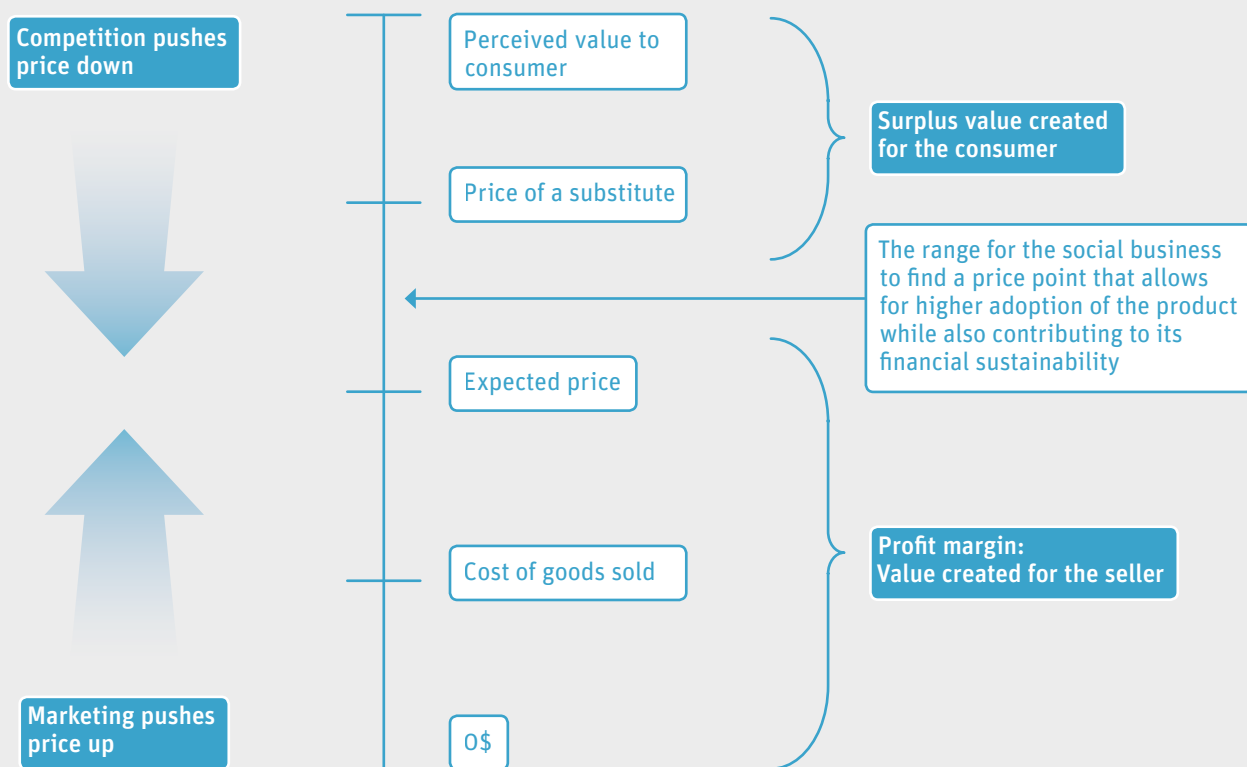 Competition pushes
price down
Perceived value to
consumer
Surplus value created
for the consumer
Price of a substitute
The range for the social business
to find a price point that allows
for higher adoption of the product
while also contributing to its
financial sustainability
Expected price
Profit margin:
Value created for the seller
Cost of goods sold
Marketing pushes
price up
0$